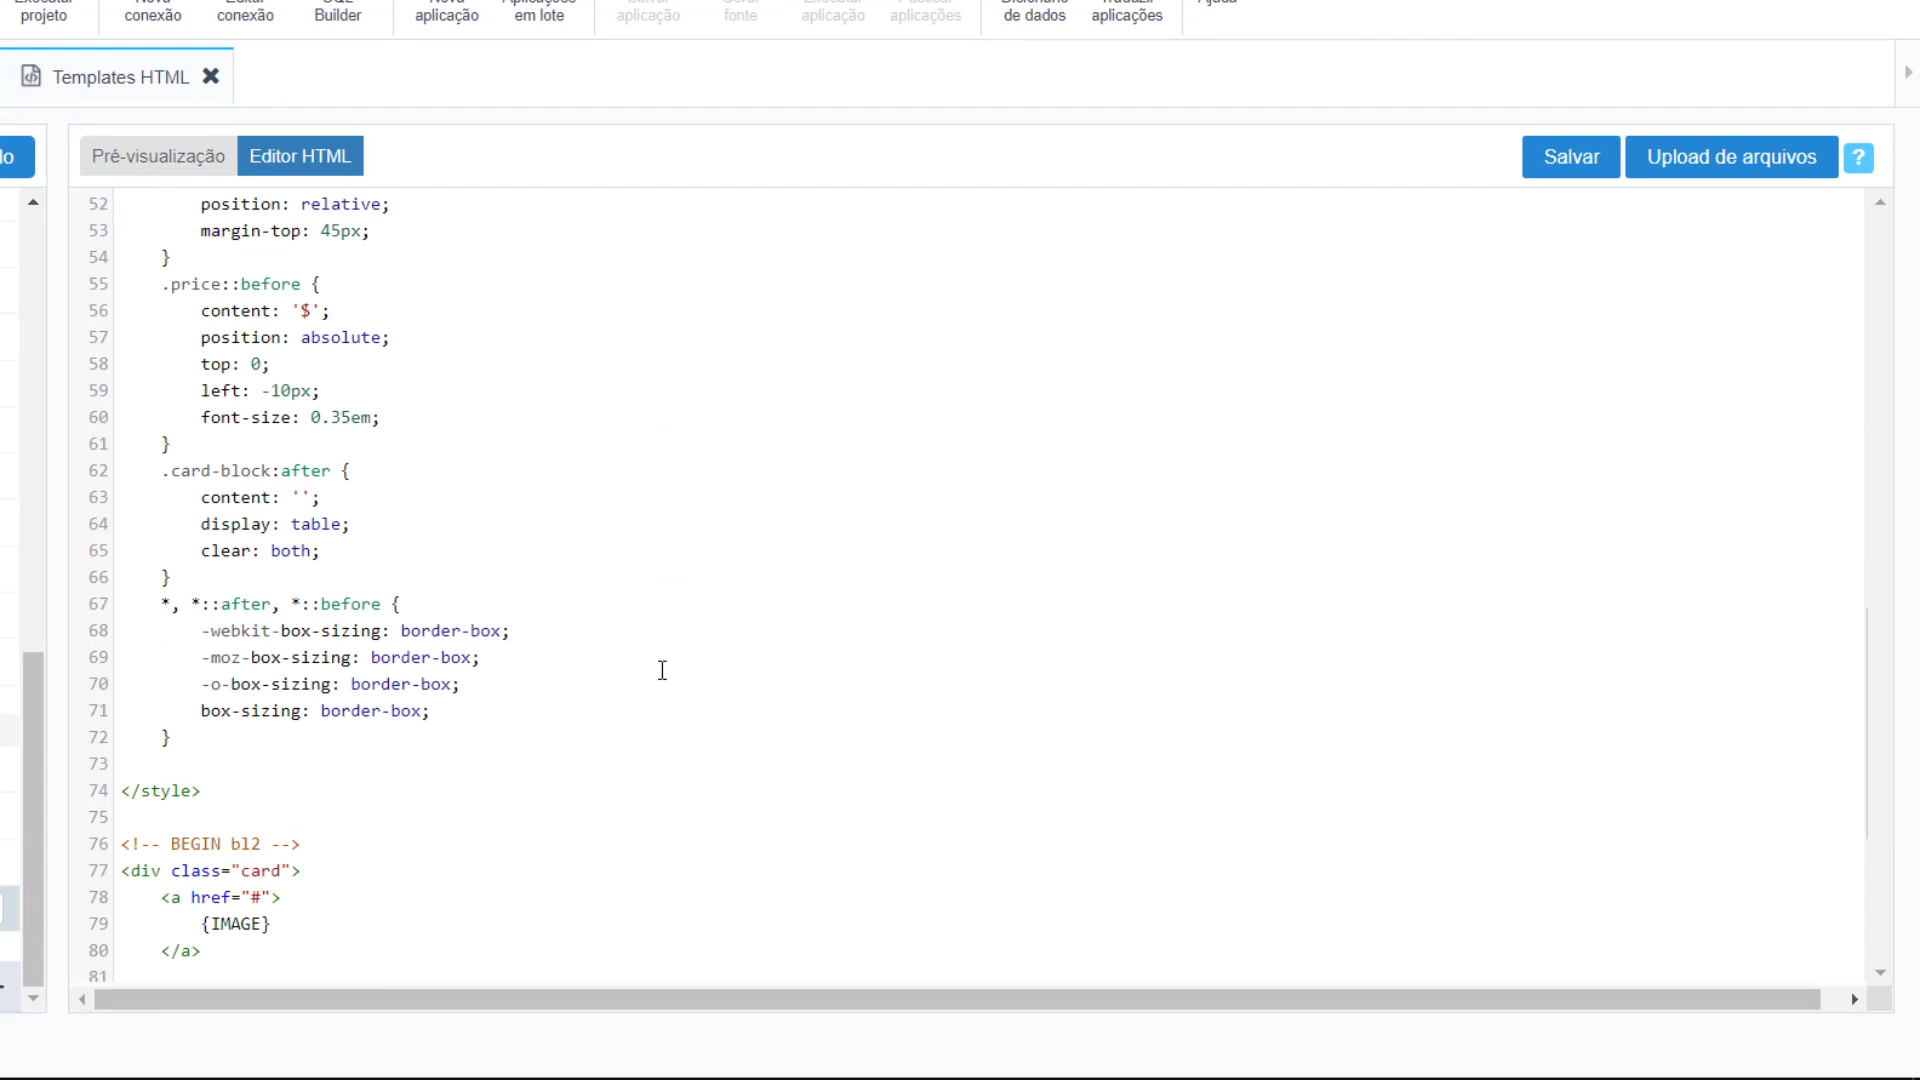 projeto
conexão
conexão
Builder
aplicação
em lote
aplicação
fonte
aplicação
aplicações
de dados
aplicações
Templates HTML
lo
Pré-visualização
Editor HTML
Salvar
Upload de arquivos
?
52 position: relative;
53 margin-top: 45px;
54 }
55 .price::before {
56 content: '$';
57 position: absolute;
58 top: 0;
59 left: -10px;
60 font-size: 0.35em;
61 }
62 .card-block:after {
63 content: '';
64 display: table;
65 clear: both;
66 }
67 *, *::after, *::before {
68 -webkit-box-sizing: border-box;
69 -moz-box-sizing: border-box;
70 -o-box-sizing: border-box;
71 box-sizing: border-box;
72 }
73
74 </style>
75
76 <!-- BEGIN bl2 -->
77 <div class="card">
78 <a href="#">
79 {IMAGE}
80 </a>
81